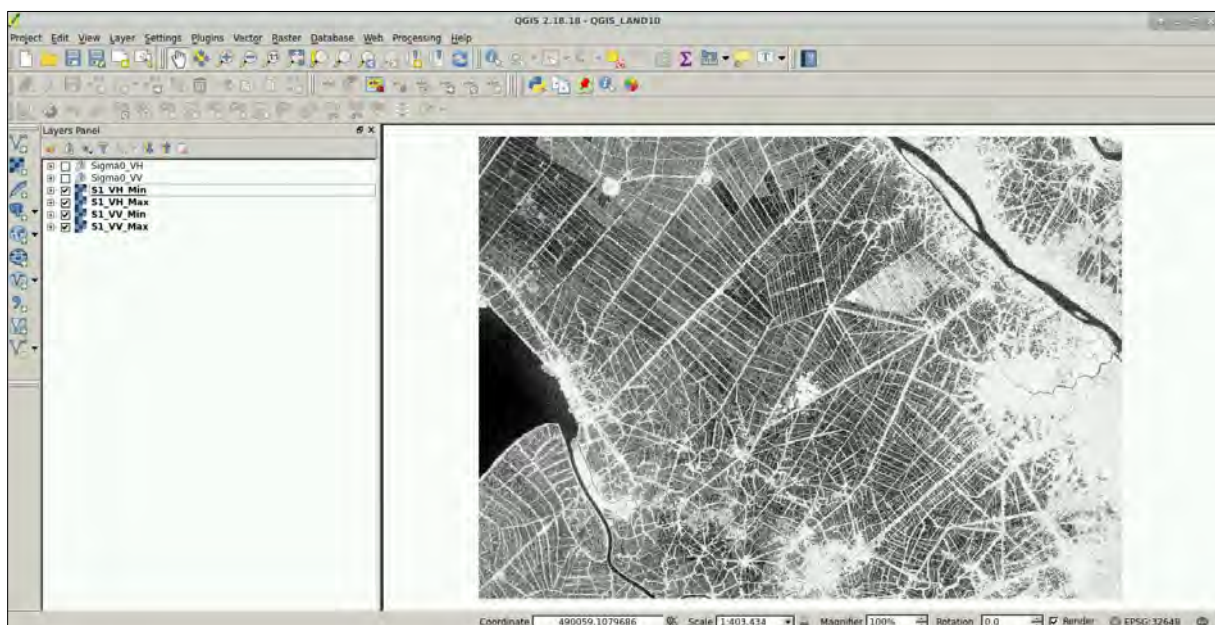 QGIS 2.18.18 - QGIS_LAND10
Project Edit View Layer Settings Plugins Vector Raster Database Web Processing Help
Layers Panel
Sigma0_VH
Sigma0_VV
S1_VH_Min
S1_VH_Max
S1_VV_Min
S1_VV_Max
Coordinate 490059.1079686 Scale 1:403.434 Magnifier 100% Rotation 0.0 Render EPSG:32648